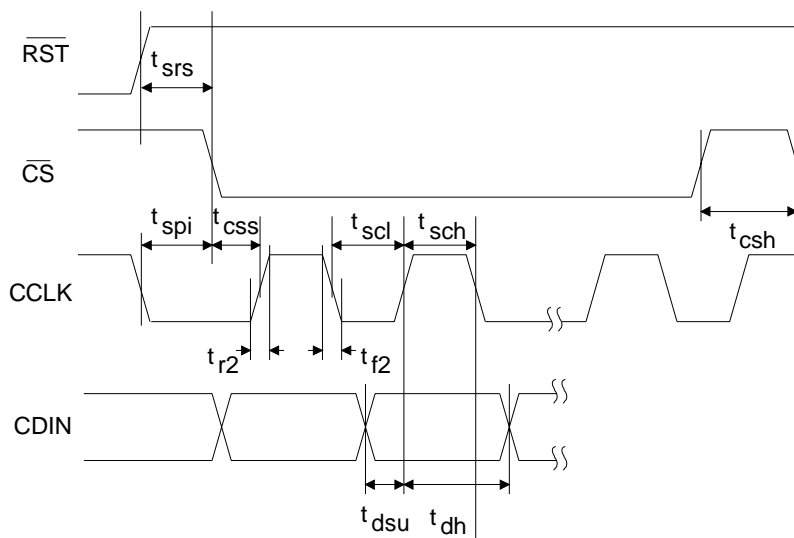 RST
t srs
CS
t spi
t css
t scl
t sch
t csh
CCLK
t r2
t f2
CDIN
t dsu
t dh